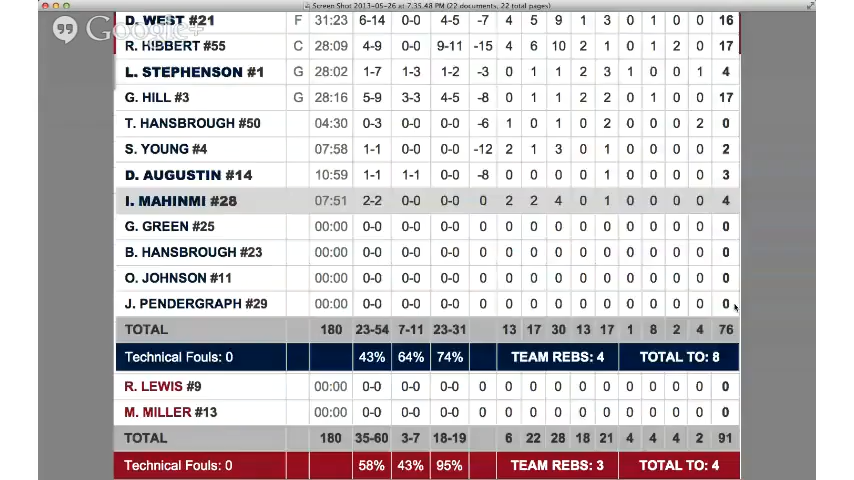 Screen Shot 2013-05-26 at 7.35.48 PM (22 documents, 22 total pages)
Google+
D. WEST #21 F 31:23 6-14 0-0 4-5 -7 4 5 9 1 3 0 1 0 0 16
R. HIBBERT #55 C 28:09 4-9 0-0 9-11 -15 4 6 10 2 1 0 1 2 0 17
L. STEPHENSON #1 G 28:02 1-7 1-3 1-2 -3 0 1 1 2 3 1 0 0 1 4
G. HILL #3 G 28:16 5-9 3-3 4-5 -8 0 1 1 2 2 0 1 0 0 17
T. HANSBROUGH #50 04:30 0-3 0-0 0-0 -6 1 0 1 0 2 0 0 0 2 0
S. YOUNG #4 07:58 1-1 0-0 0-0 -12 2 1 3 0 1 0 0 0 0 2
D. AUGUSTIN #14 10:59 1-1 1-1 0-0 -8 0 0 0 0 1 0 0 0 0 3
I. MAHINMI #28 07:51 2-2 0-0 0-0 0 2 2 4 0 1 0 0 0 0 4
G. GREEN #25 00:00 0-0 0-0 0-0 0 0 0 0 0 0 0 0 0 0 0
B. HANSBROUGH #23 00:00 0-0 0-0 0-0 0 0 0 0 0 0 0 0 0 0 0
O. JOHNSON #11 00:00 0-0 0-0 0-0 0 0 0 0 0 0 0 0 0 0 0
J. PENDERGRAPH #29 00:00 0-0 0-0 0-0 0 0 0 0 0 0 0 0 0 0 0
TOTAL 180 23-54 7-11 23-31 13 17 30 13 17 1 8 2 4 76
Technical Fouls: 0 43% 64% 74% TEAM REBS: 4 TOTAL TO: 8
R. LEWIS #9 00:00 0-0 0-0 0-0 0 0 0 0 0 0 0 0 0 0 0
M. MILLER #13 00:00 0-0 0-0 0-0 0 0 0 0 0 0 0 0 0 0 0
TOTAL 180 35-60 3-7 18-19 6 22 28 18 21 4 4 4 2 91
Technical Fouls: 0 58% 43% 95% TEAM REBS: 3 TOTAL TO: 4